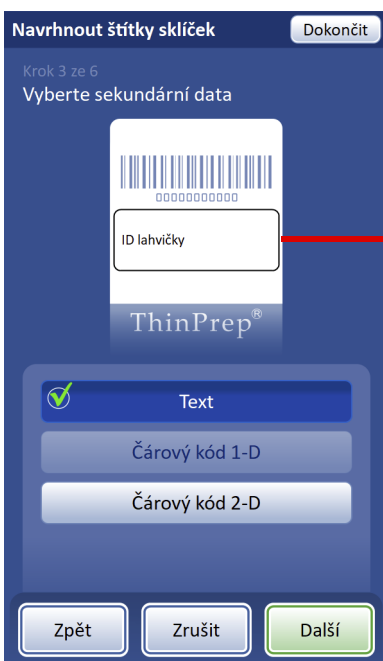 Navrhnout štítky sklíček
Dokončit
Krok 3 ze 6
Vyberte sekundární data
00000000000
ID lahvičky
ThinPrep®
Text
Čárový kód 1-D
Čárový kód 2-D
Zpět
Zrušit
Další